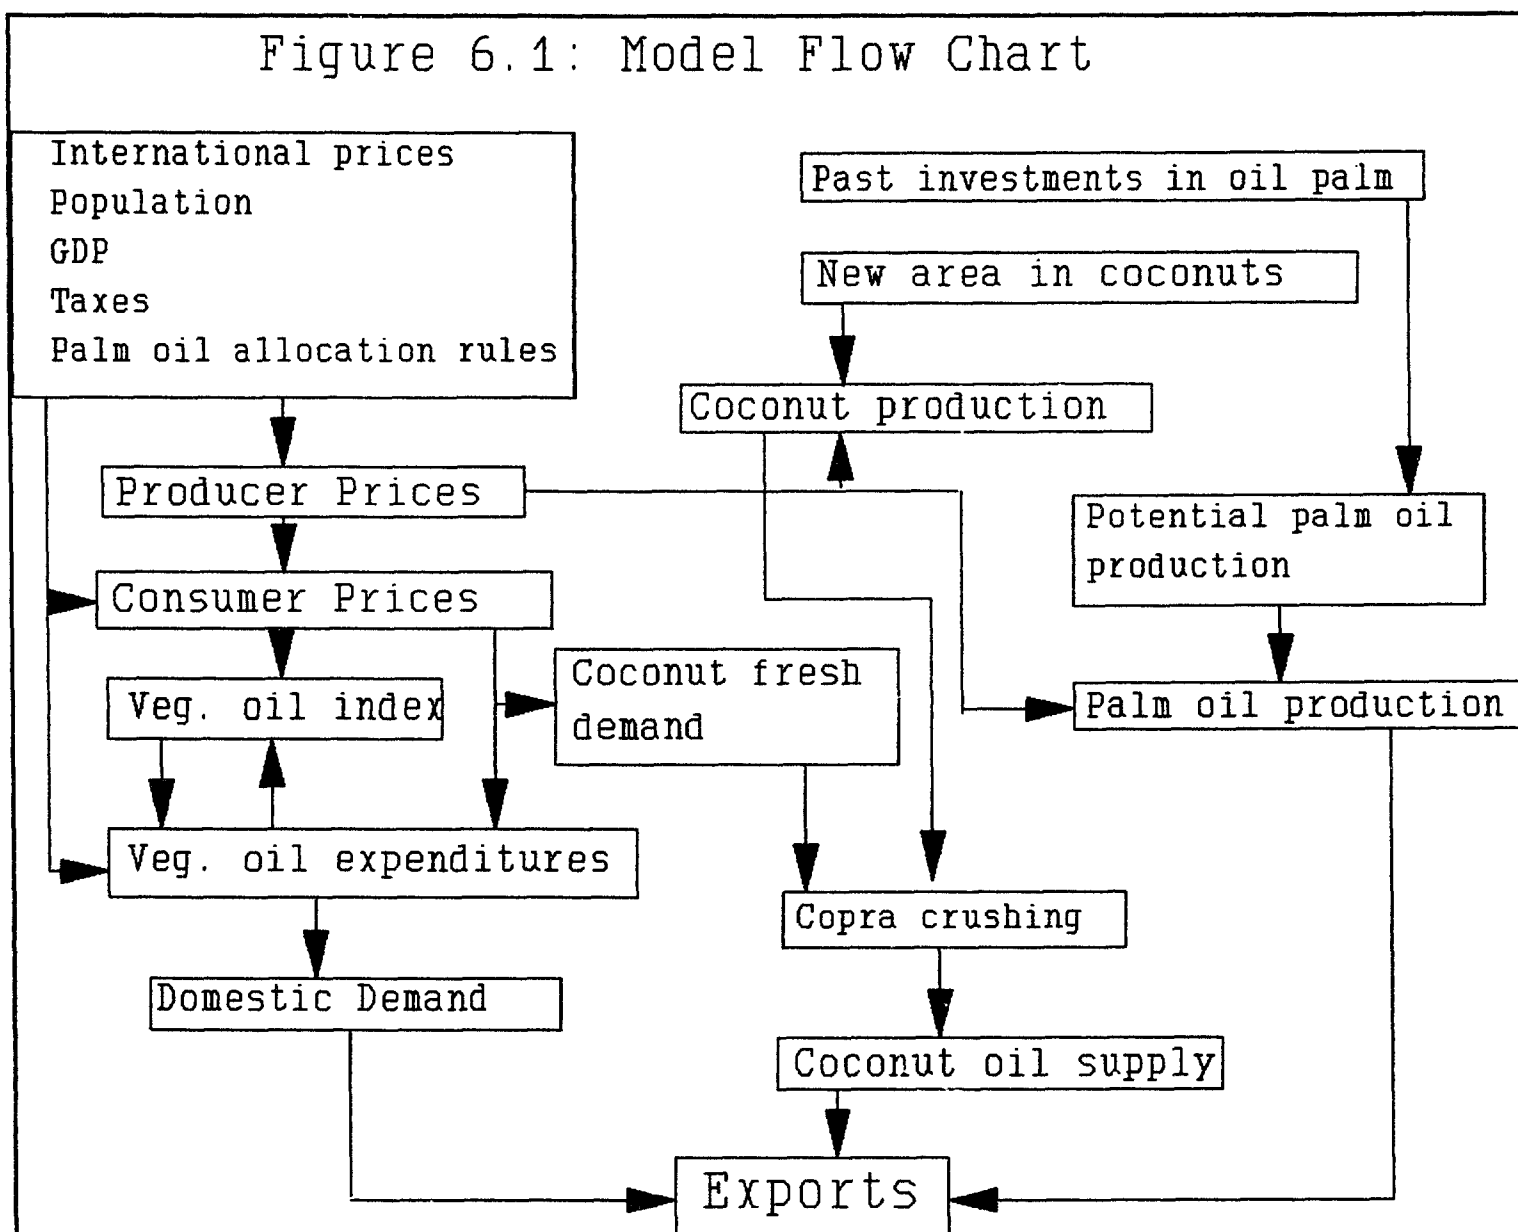 Figure 6.1: Model Flow Chart
International prices
Population
GDP
Taxes
Palm oil allocation rules
Past investments in oil palm
New area in coconuts
Coconut production
Producer Prices
Potential palm oil
production
Consumer Prices
Coconut fresh
demand
Veg. oil index
Palm oil production
Veg. oil expenditures
Copra crushing
Domestic Demand
Coconut oil supply
Exports